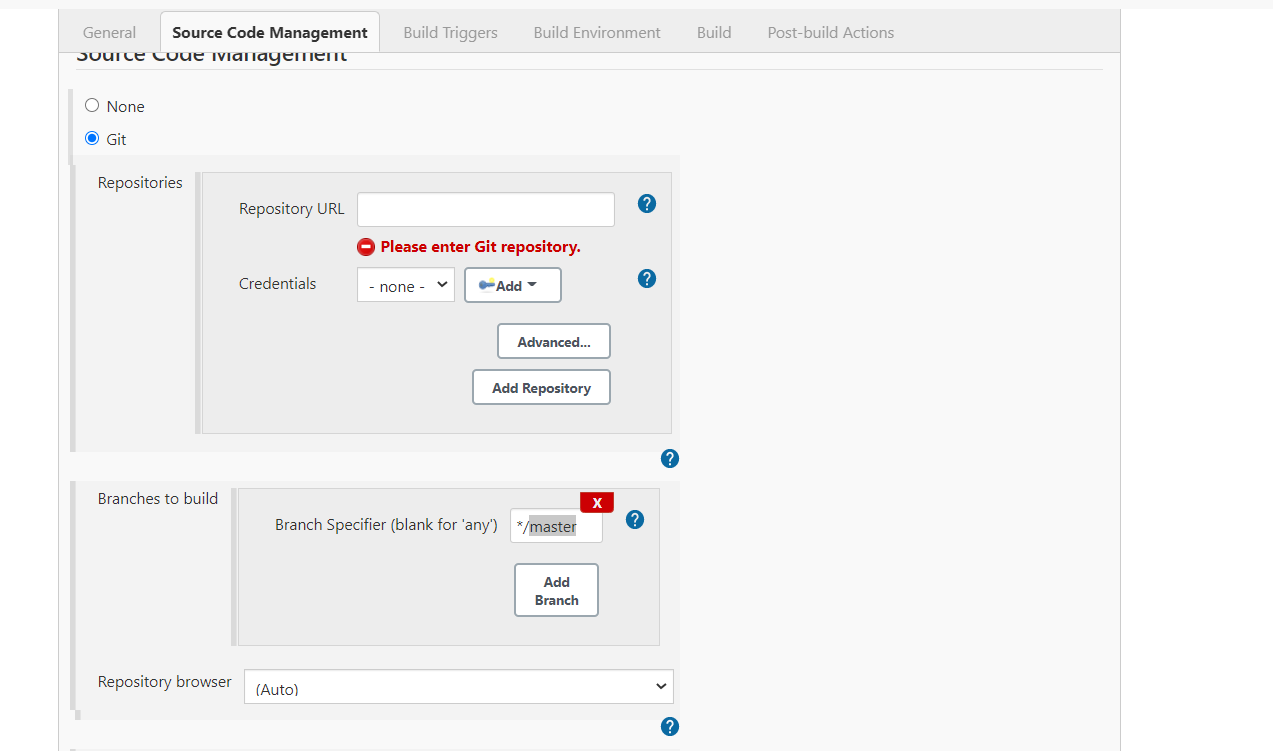 General Source Code Management Build Triggers Build Environment Build Post-build Actions
Source Code Management
None
Git
Repositories
Repository URL
?
Please enter Git repository.
Credentials
- none -
Add
?
Advanced...
Add Repository
?
Branches to build
X
Branch Specifier (blank for 'any')
*/master
?
Add
Branch
Repository browser
(Auto)
?